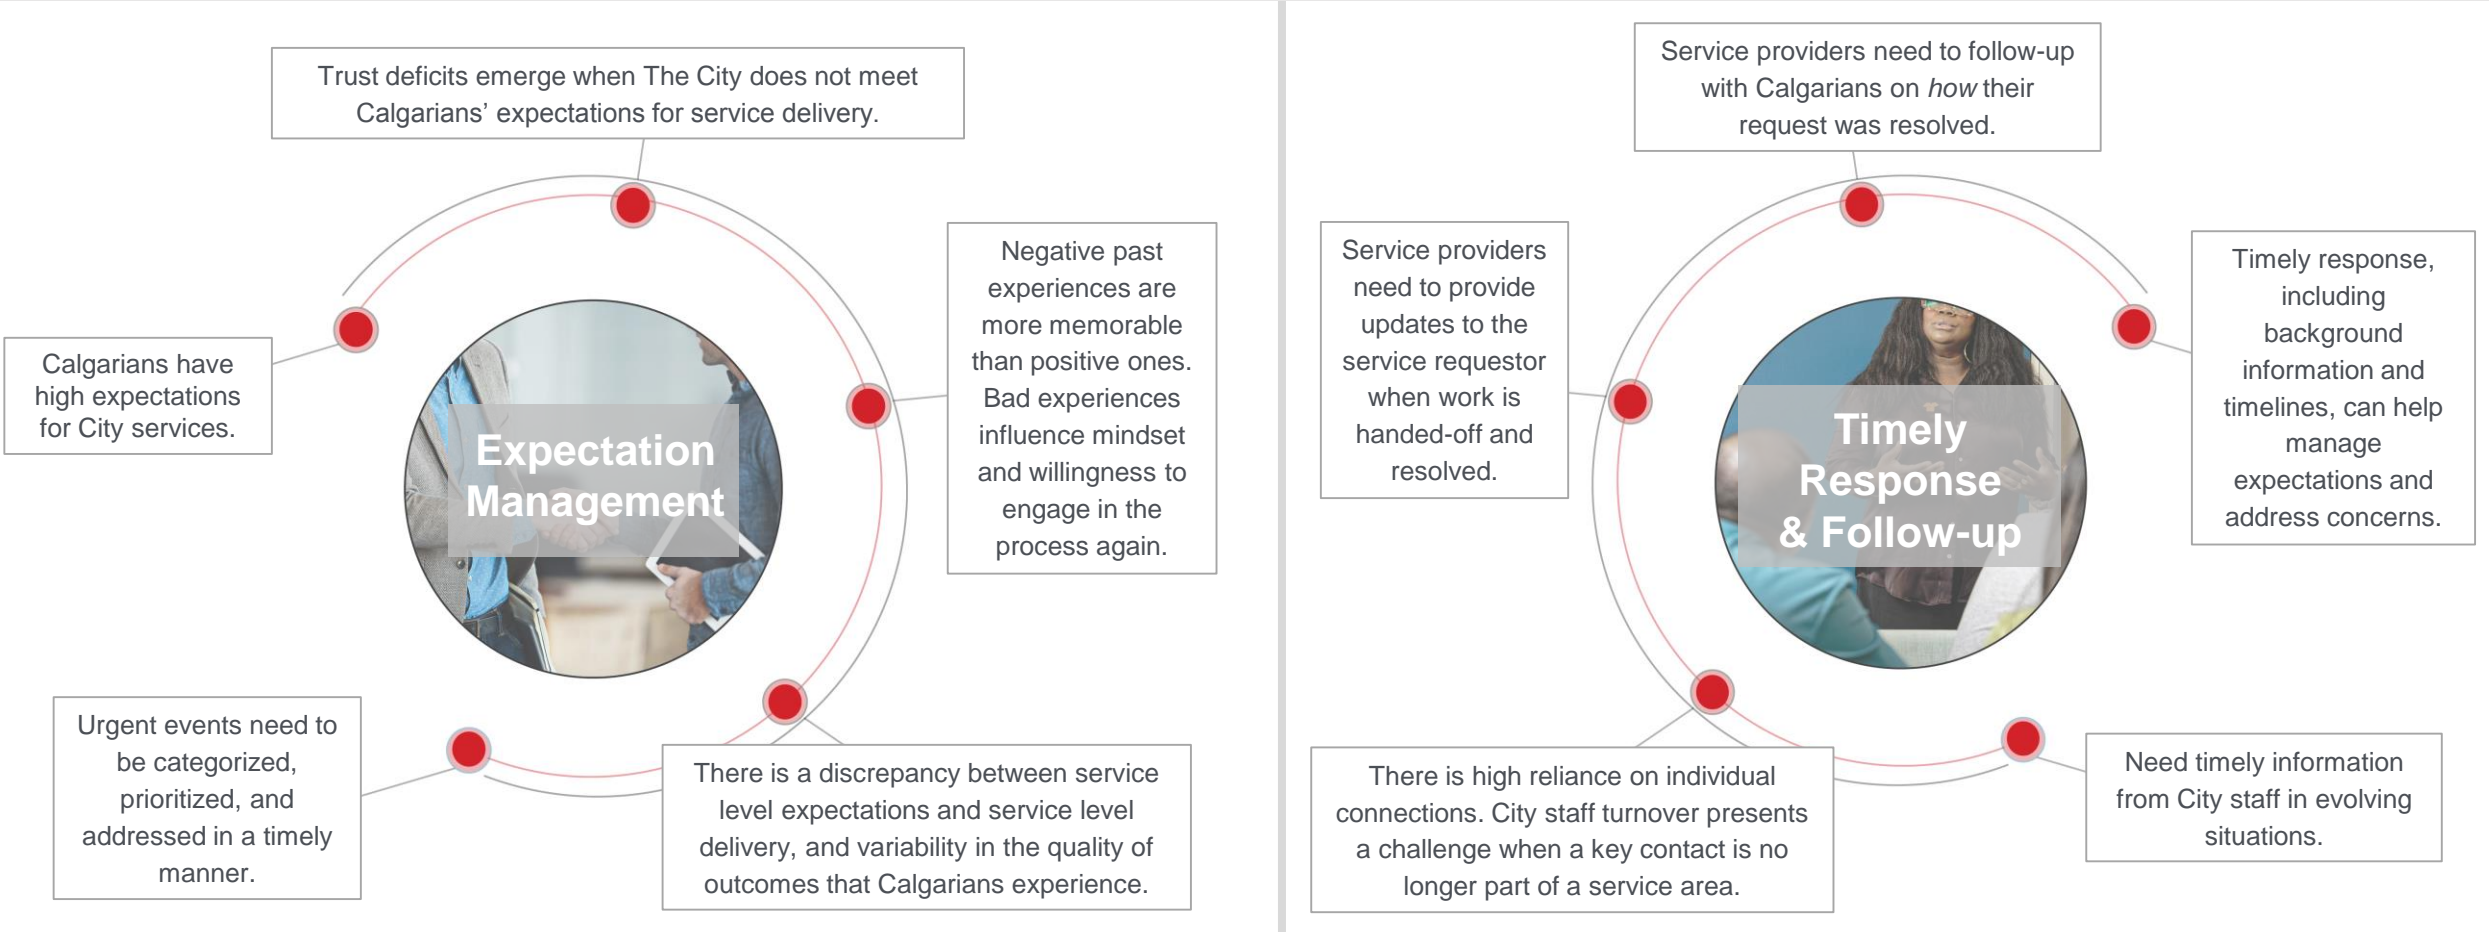 Trust deficits emerge when The City does not meet
Calgarians’ expectations for service delivery.
Negative past
experiences are
more memorable
than positive ones.
Bad experiences
influence mindset
and willingness to
engage in the
process again.
Calgarians have
high expectations
for City services.
Expectation
Management
Urgent events need to
be categorized,
prioritized, and
addressed in a timely
manner.
There is a discrepancy between service
level expectations and service level
delivery, and variability in the quality of
outcomes that Calgarians experience.
Service providers need to follow-up
with Calgarians on how their
request was resolved.
Service providers
need to provide
updates to the
service requestor
when work is
handed-off and
resolved.
Timely response,
including
background
information and
timelines, can help
manage
expectations and
address concerns.
Timely
Response
& Follow-up
There is high reliance on individual
connections. City staff turnover presents
a challenge when a key contact is no
longer part of a service area.
Need timely information
from City staff in evolving
situations.